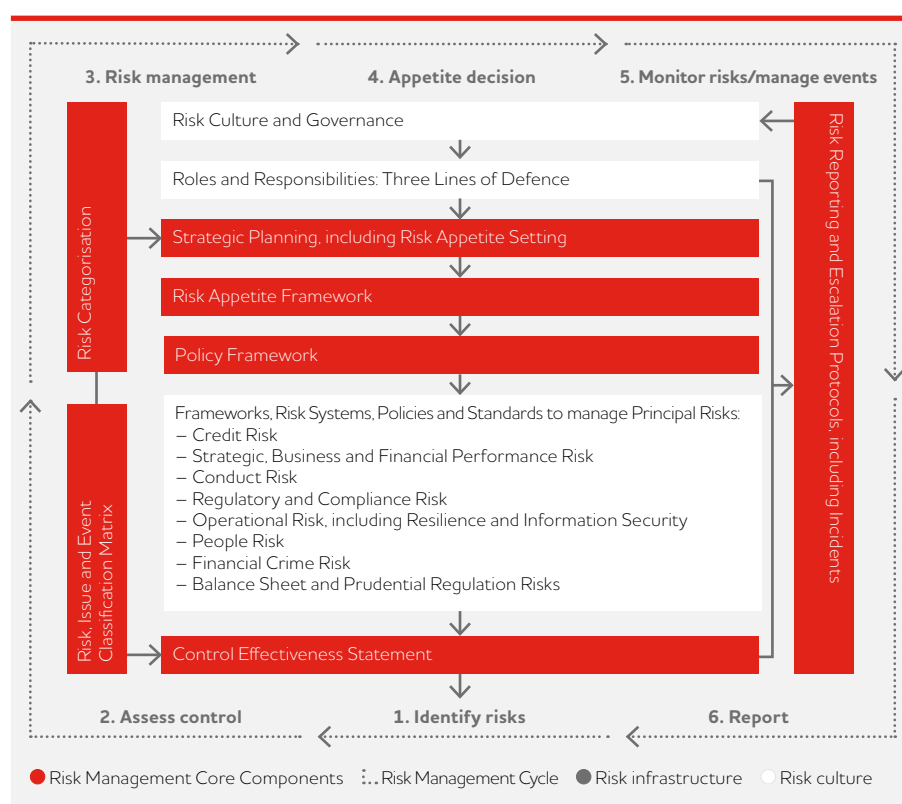 3. Risk management
4. Appetite decision
5. Monitor risks/manage events
Risk Categorisation
Risk, Issue and Event
Classification Matrix
Risk Culture and Governance
Roles and Responsibilities: Three Lines of Defence
Strategic Planning, including Risk Appetite Setting
Risk Appetite Framework
Policy Framework
Frameworks, Risk Systems, Policies and Standards to manage Principal Risks:
– Credit Risk
– Strategic, Business and Financial Performance Risk
– Conduct Risk
– Regulatory and Compliance Risk
– Operational Risk, including Resilience and Information Security
– People Risk
– Financial Crime Risk
– Balance Sheet and Prudential Regulation Risks
Control Effectiveness Statement
Risk Reporting and Escalation Protocols, including Incidents
2. Assess control
1. Identify risks
6. Report
Risk Management Core Components
Risk Management Cycle
Risk infrastructure
Risk culture